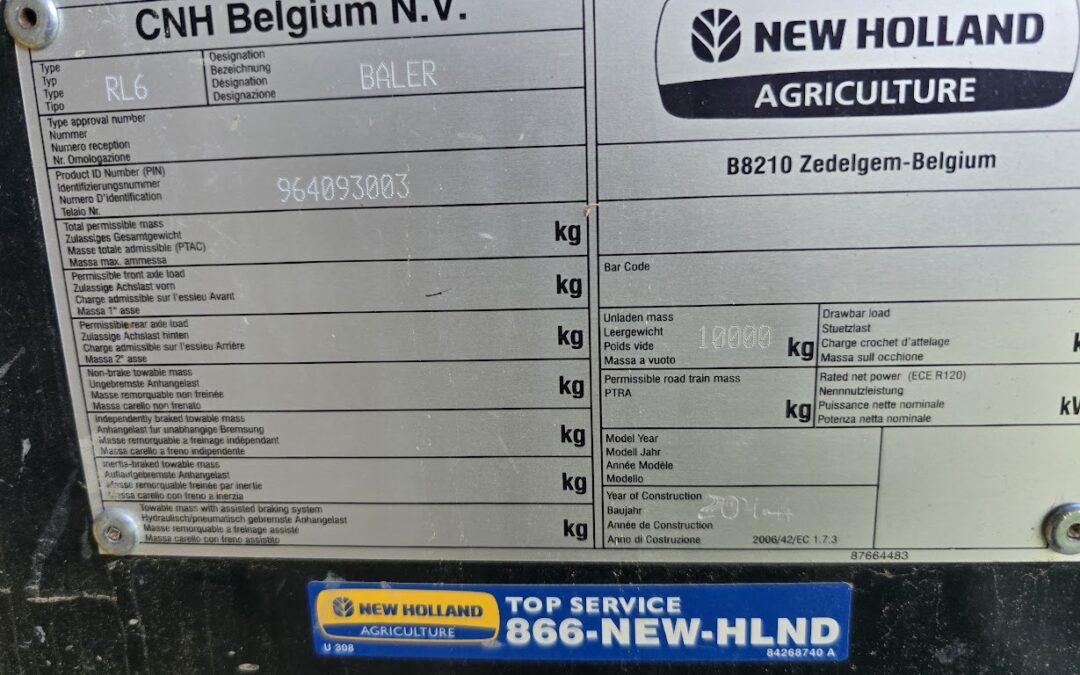 CNH Belgium N.V.
Type
Typ
Type
Tipo
RL6
Designation
Bezeichnung
Designation
Designazione
BALER
Type approval number
Nummer
Numero reception
Nr. Omologazione
Product ID Number (PIN)
Identifizierungsnummer
Numero D'identification
Telaio Nr.
964093003
Total permissible mass
Zulassiges Gesamtgewicht
Masse totale admissible (PTAC)
Massa max. ammessa
kg
Permissible front axle load
Zulassige Achslast vorn
Charge admissible sur l'essieu Avant
Massa 1° asse
kg
Permissible rear axle load
Zulassige Achslast hinten
Charge admissible sur l'essieu Arrière
Massa 2° asse
kg
Non-brake towable mass
Ungebremste Anhangelast
Masse remorquable non freinée
Massa carello non frenato
kg
Independently braked towable mass
Anhangelast fur unabhangige Bremsung
Masse remorquable a freinage indépendant
Massa carello a freno indipendente
kg
Inertia-braked towable mass
Auflaufgebremste Anhangelast
Masse remorquable freinée par inertie
Massa carello con freno a inerzia
kg
Towable mass with assisted braking system
Hydraulisch/pneumatisch gebremste Anhangelast
Masse remorquable a freinage assisté
Massa carello con freno assistito
kg
NEW HOLLAND
AGRICULTURE
B8210 Zedelgem-Belgium
Bar Code
Unladen mass
Leergewicht
Poids vide
Massa a vuoto
10000
kg
Drawbar load
Stuetzlast
Charge crochet d'attelage
Massa sull occhione
Permissible road train mass
PTRA
kg
Rated net power (ECE R120)
Nennnutzleistung
Puissance nette nominale
Potenza netta nominale
Model Year
Modell Jahr
Année Modèle
Modello
Year of Construction
Baujahr
Année de Construction
Anno di Costruzione
2006/42/EC 1.7.3
87664483
NEW HOLLAND
AGRICULTURE
U 308
TOP SERVICE
866-NEW-HLND
84268740 A